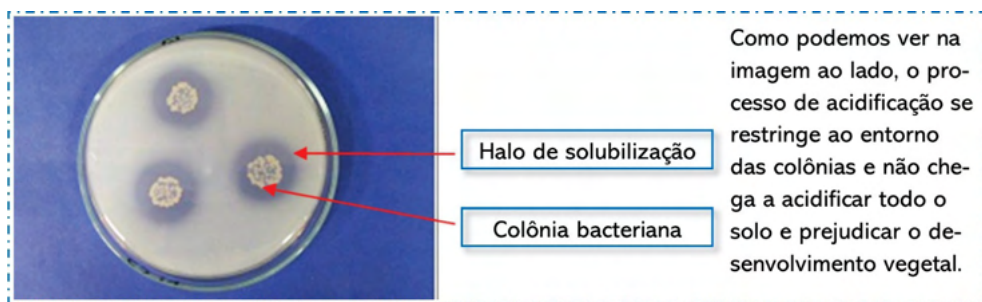 Halo de solubilização
Colônia bacteriana
Como podemos ver na
imagem ao lado, o pro-
cesso de acidificação se
restringe ao entorno
das colônias e não che-
ga a acidificar todo o
solo e prejudicar o de-
senvolvimento vegetal.